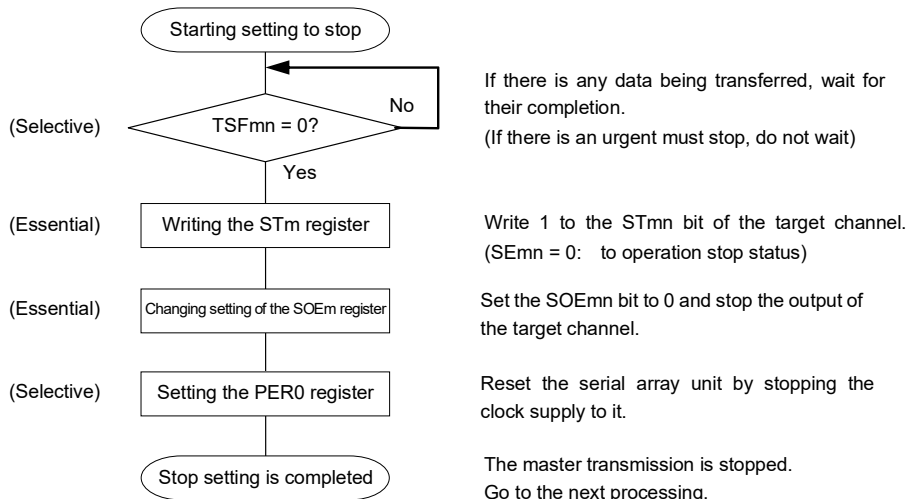 Starting setting to stop
If there is any data being transferred, wait for
their completion.
(If there is an urgent must stop, do not wait)
No
(Selective)
TSFmn = 0?
Yes
(Essential)
Writing the STm register
Write 1 to the STmn bit of the target channel.
(SEmn = 0: to operation stop status)
(Essential)
Changing setting of the SOEm register
Set the SOEmn bit to 0 and stop the output of
the target channel.
(Selective)
Setting the PER0 register
Reset the serial array unit by stopping the
clock supply to it.
Stop setting is completed
The master transmission is stopped.
Go to the next processing.